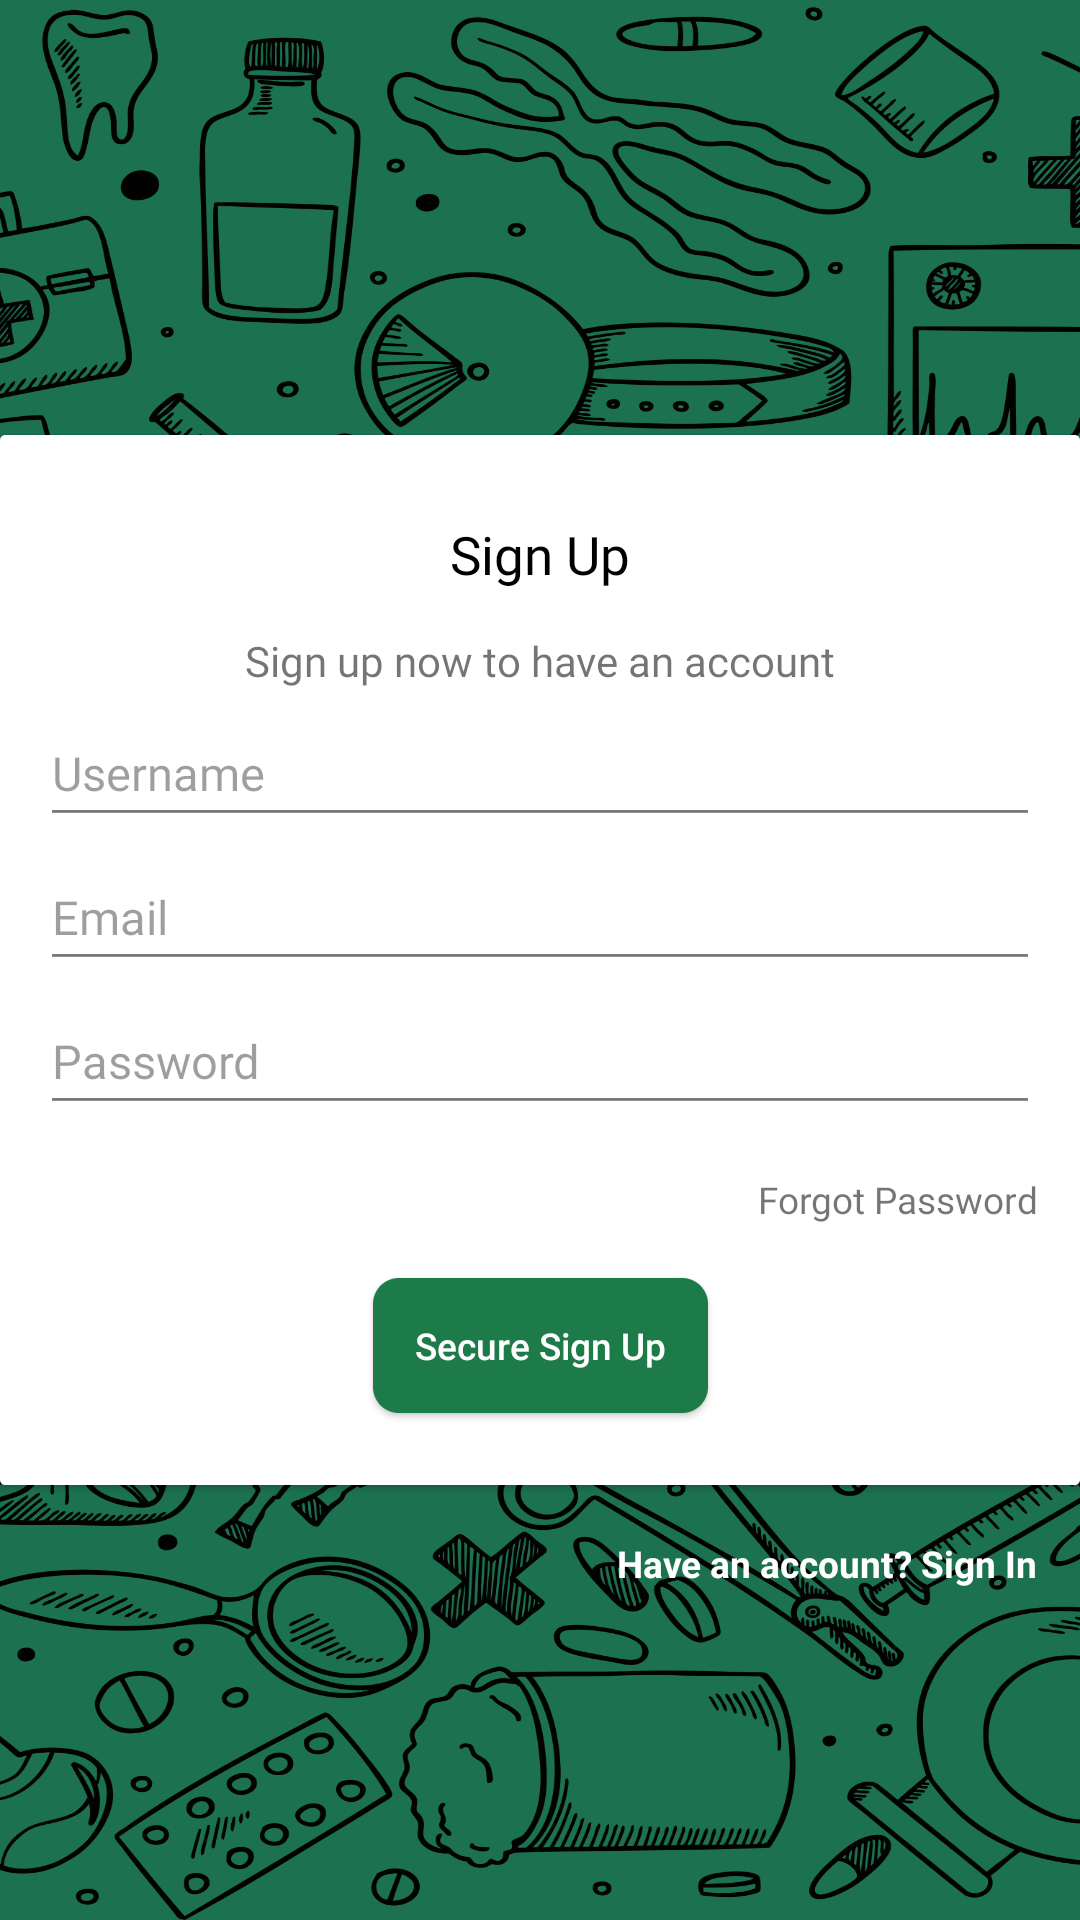 Sign Up
Sign up now to have an account
Username
Email
Password
Forgot Password
Secure Sign Up
Have an account? Sign In